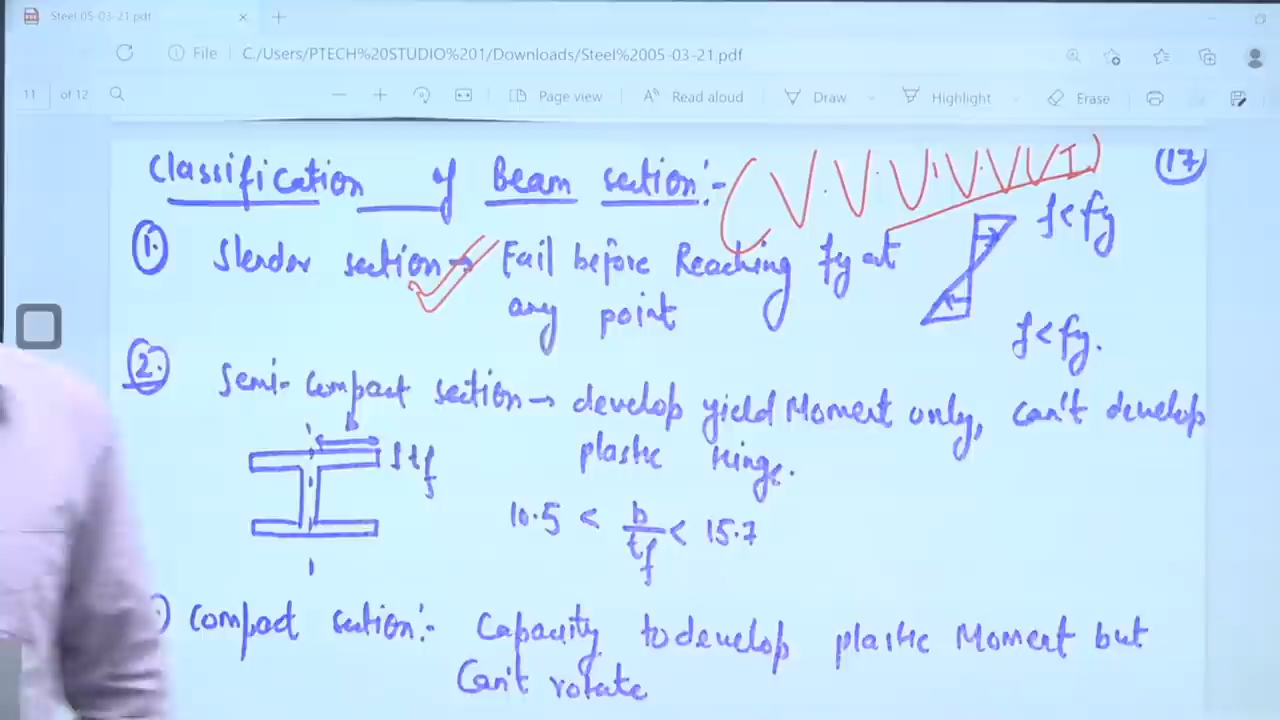 Steel 05-03-21.pdf
File C:/Users/PTECH%20STUDIO%201/Downloads/Steel%2005-03-21.pdf
11 of 12 Page view Read aloud Draw Highlight Erase
Classification of Beam section:- (V.V.V.V.V.V.I) (17)
1. Slender section → Fail before Reaching fy at
any point
f<fy
f<fy.
2. Semi-Compact section → develop yield Moment only, can't develop
plastic hinge.
b
tf
10.5 < b/tf < 15.7
) Compact section:- Capacity to develop plastic Moment but
Can't rotate